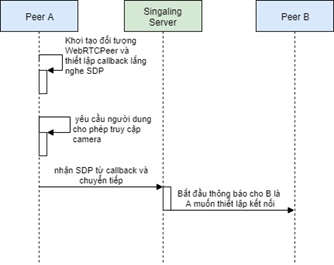 Peer A
Singaling
Server
Peer B
Khơi tạo đối tượng
WebRTCPeer và
thiết lập callback lắng
nghe SDP
yêu cầu người dung
cho phép truy cập
camera
nhận SDP từ callback và
chuyển tiếp
Bắt đầu thông báo cho B là
A muốn thiết lập kết nối